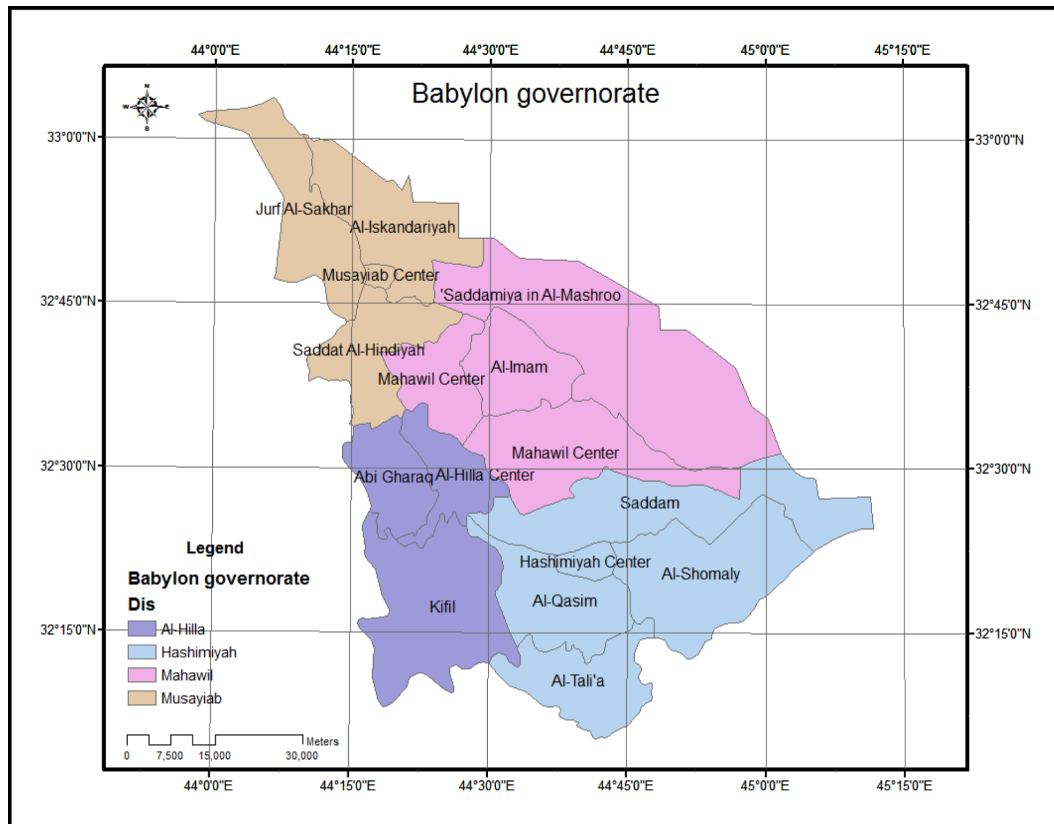 44°0'0"E 44°15'0"E 44°30'0"E 44°45'0"E 45°0'0"E 45°15'0"E
Babylon governorate
N
W E
S
33°0'0"N 33°0'0"N
Jurf Al-Sakhar
Al-Iskandariyah
Musayiab Center
'Saddamiya in Al-Mashroo
32°45'0"N 32°45'0"N
Saddat Al-Hindiyah
Al-Imam
Mahawil Center
Mahawil Center
32°30'0"N 32°30'0"N
Abi Gharaq
Al-Hilla Center
Saddam
Legend
Hashimiyah Center
Al-Shomaly
Babylon governorate
Dis
Al-Qasim
Kifil
Al-Hilla
32°15'0"N 32°15'0"N
Hashimiyah
Mahawil
Al-Tali'a
Musayiab
Meters
0 7,500 15,000 30,000
44°0'0"E 44°15'0"E 44°30'0"E 44°45'0"E 45°0'0"E 45°15'0"E